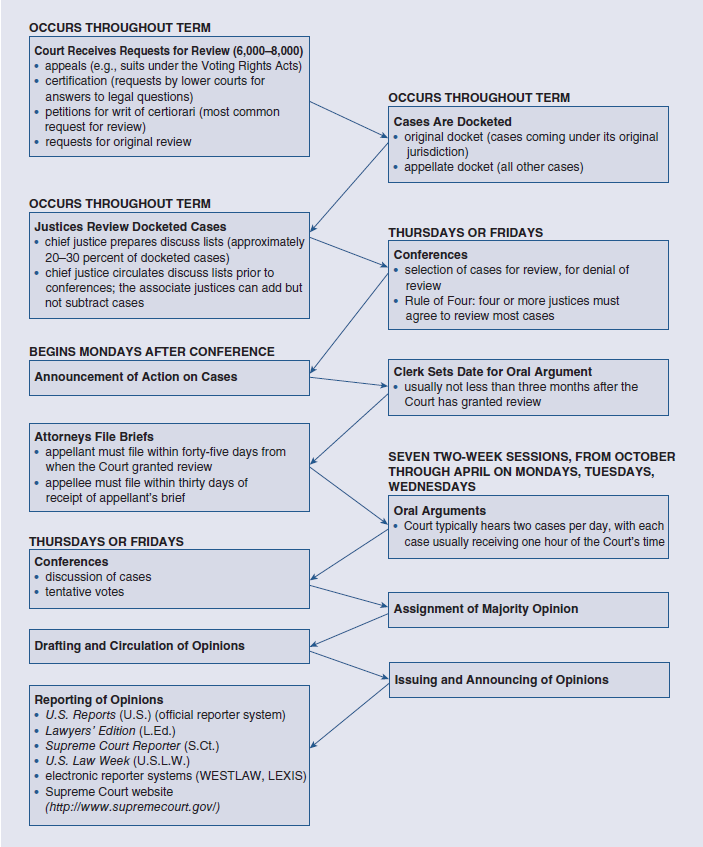 OCCURS THROUGHOUT TERM
Court Receives Requests for Review (6,000–8,000)
• appeals (e.g., suits under the Voting Rights Acts)
• certification (requests by lower courts for
answers to legal questions)
• petitions for writ of certiorari (most common
request for review)
• requests for original review
OCCURS THROUGHOUT TERM
Cases Are Docketed
• original docket (cases coming under its original
jurisdiction)
• appellate docket (all other cases)
OCCURS THROUGHOUT TERM
Justices Review Docketed Cases
• chief justice prepares discuss lists (approximately
20–30 percent of docketed cases)
• chief justice circulates discuss lists prior to
conferences; the associate justices can add but
not subtract cases
THURSDAYS OR FRIDAYS
Conferences
• selection of cases for review, for denial of
review
• Rule of Four: four or more justices must
agree to review most cases
BEGINS MONDAYS AFTER CONFERENCE
Announcement of Action on Cases
Clerk Sets Date for Oral Argument
• usually not less than three months after the
Court has granted review
Attorneys File Briefs
• appellant must file within forty-five days from
when the Court granted review
• appellee must file within thirty days of
receipt of appellant's brief
SEVEN TWO-WEEK SESSIONS, FROM OCTOBER
THROUGH APRIL ON MONDAYS, TUESDAYS,
WEDNESDAYS
Oral Arguments
• Court typically hears two cases per day, with each
case usually receiving one hour of the Court's time
THURSDAYS OR FRIDAYS
Conferences
• discussion of cases
• tentative votes
Assignment of Majority Opinion
Drafting and Circulation of Opinions
Issuing and Announcing of Opinions
Reporting of Opinions
• U.S. Reports (U.S.) (official reporter system)
• Lawyers' Edition (L.Ed.)
• Supreme Court Reporter (S.Ct.)
• U.S. Law Week (U.S.L.W.)
• electronic reporter systems (WESTLAW, LEXIS)
• Supreme Court website
(http://www.supremecourt.gov/)